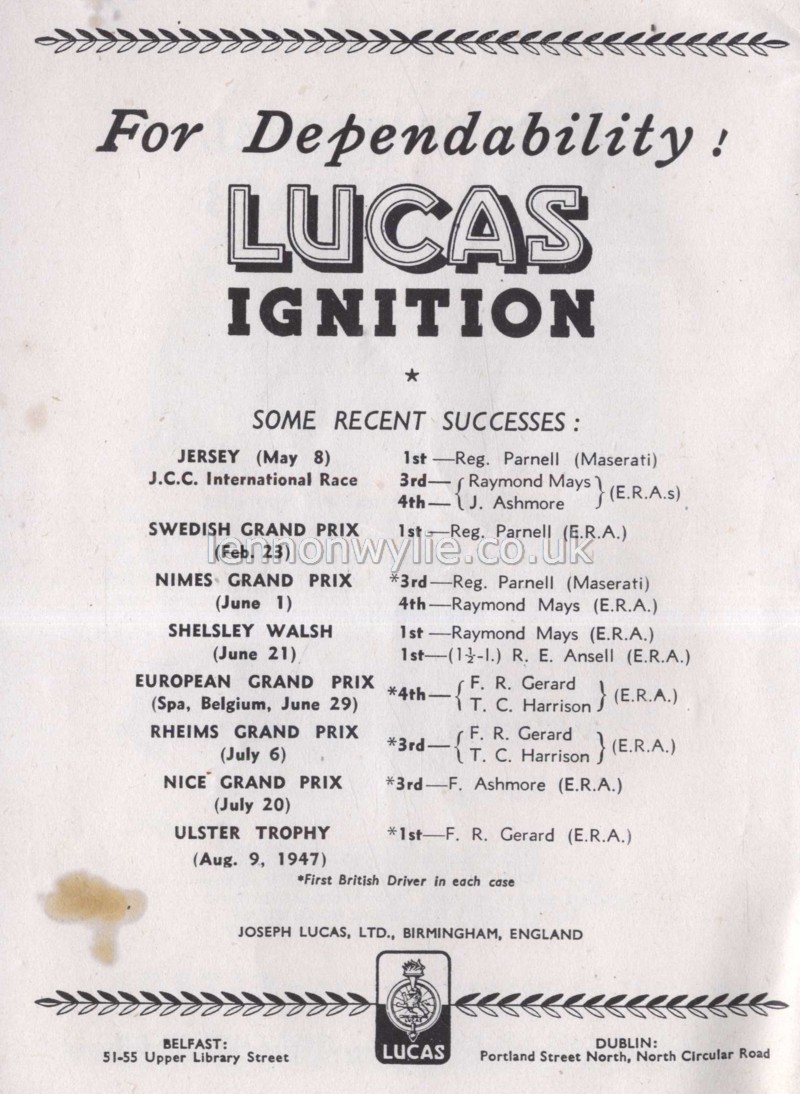 For Dependability !
LUCAS
IGNITION
★
SOME RECENT SUCCESSES :
JERSEY (May 8) 1st—Reg. Parnell (Maserati)
J.C.C. International Race 3rd— { Raymond Mays } (E.R.A.s)
4th— { J. Ashmore
SWEDISH GRAND PRIX 1st—Reg. Parnell (E.R.A.)
lennonwylie.co.uk
(Feb. 23)
NIMES GRAND PRIX *3rd—Reg. Parnell (Maserati)
(June 1) 4th—Raymond Mays (E.R.A.)
SHELSLEY WALSH 1st—Raymond Mays (E.R.A.)
(June 21) 1st—(1½-l.) R. E. Ansell (E.R.A.)
EUROPEAN GRAND PRIX *4th— { F. R. Gerard } (E.R.A.)
(Spa, Belgium, June 29) T. C. Harrison
RHEIMS GRAND PRIX *3rd— { F. R. Gerard } (E.R.A.)
(July 6) T. C. Harrison
NICE GRAND PRIX *3rd—F. Ashmore (E.R.A.)
(July 20)
ULSTER TROPHY *1st—F. R. Gerard (E.R.A.)
(Aug. 9, 1947)
*First British Driver in each case
JOSEPH LUCAS, LTD., BIRMINGHAM, ENGLAND
LUCAS
BELFAST:
51-55 Upper Library Street
DUBLIN:
Portland Street North, North Circular Road